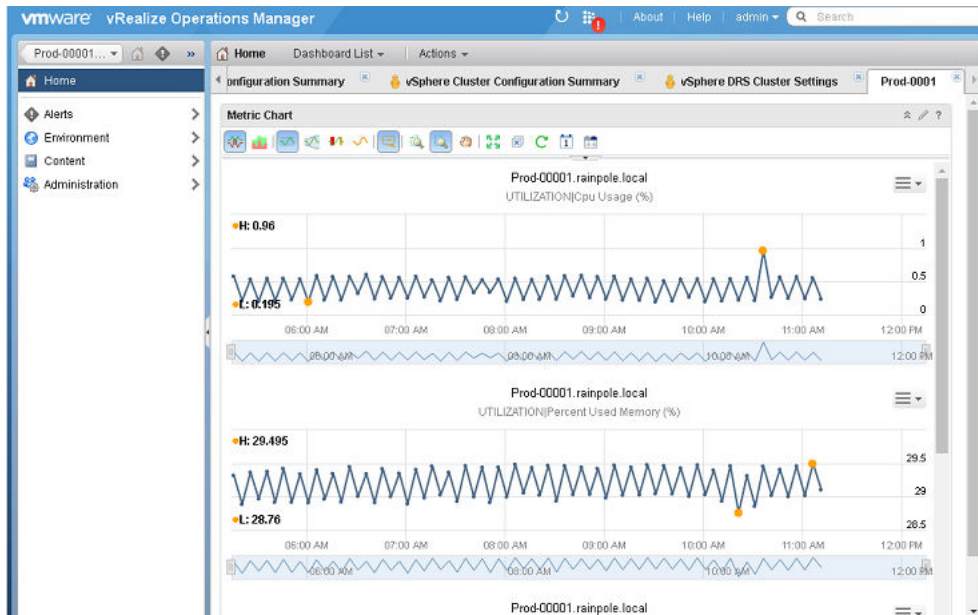 vmware vRealize Operations Manager
About Help admin Search
Prod-00001...
Home Dashboard List Actions
Home
Alerts
Environment
Content
Administration
onfiguration Summary vSphere Cluster Configuration Summary vSphere DRS Cluster Settings Prod-0001
Metric Chart
Prod-00001.rainpole.local
UTILIZATION|Cpu Usage (%)
H: 0.96
1
0.5
L: 0.195
0
06:00 AM 07:00 AM 08:00 AM 09:00 AM 10:00 AM 11:00 AM 12:00 PM
06:00 AM 08:00 AM 10:00 AM 12:00 PM
Prod-00001.rainpole.local
UTILIZATION|Percent Used Memory (%)
H: 29.495
29.5
29
L: 28.76
28.5
06:00 AM 07:00 AM 08:00 AM 09:00 AM 10:00 AM 11:00 AM 12:00 PM
06:00 AM 08:00 AM 10:00 AM 12:00 PM
Prod-00001.rainpole.local